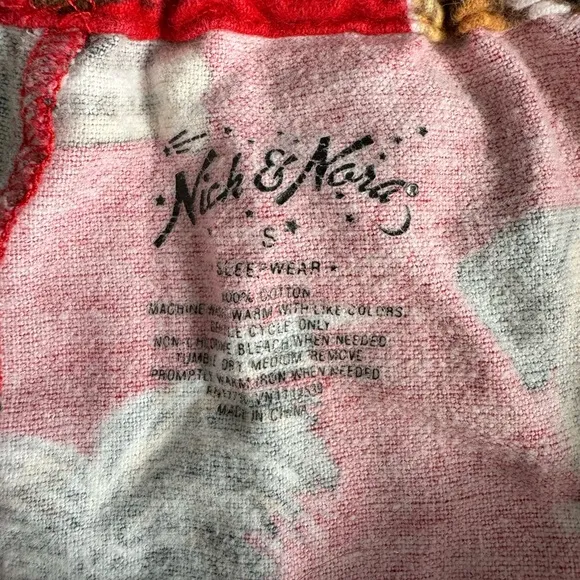 Nick & Nora®
S
SLEEPWEAR
100% COTTON
MACHINE WASH WARM WITH LIKE COLORS.
GENTLE CYCLE ONLY
NON-CHLORINE BLEACH WHEN NEEDED
TUMBLE DRY MEDIUM REMOVE
PROMPTLY WARM IRON WHEN NEEDED
MADE IN CHINA